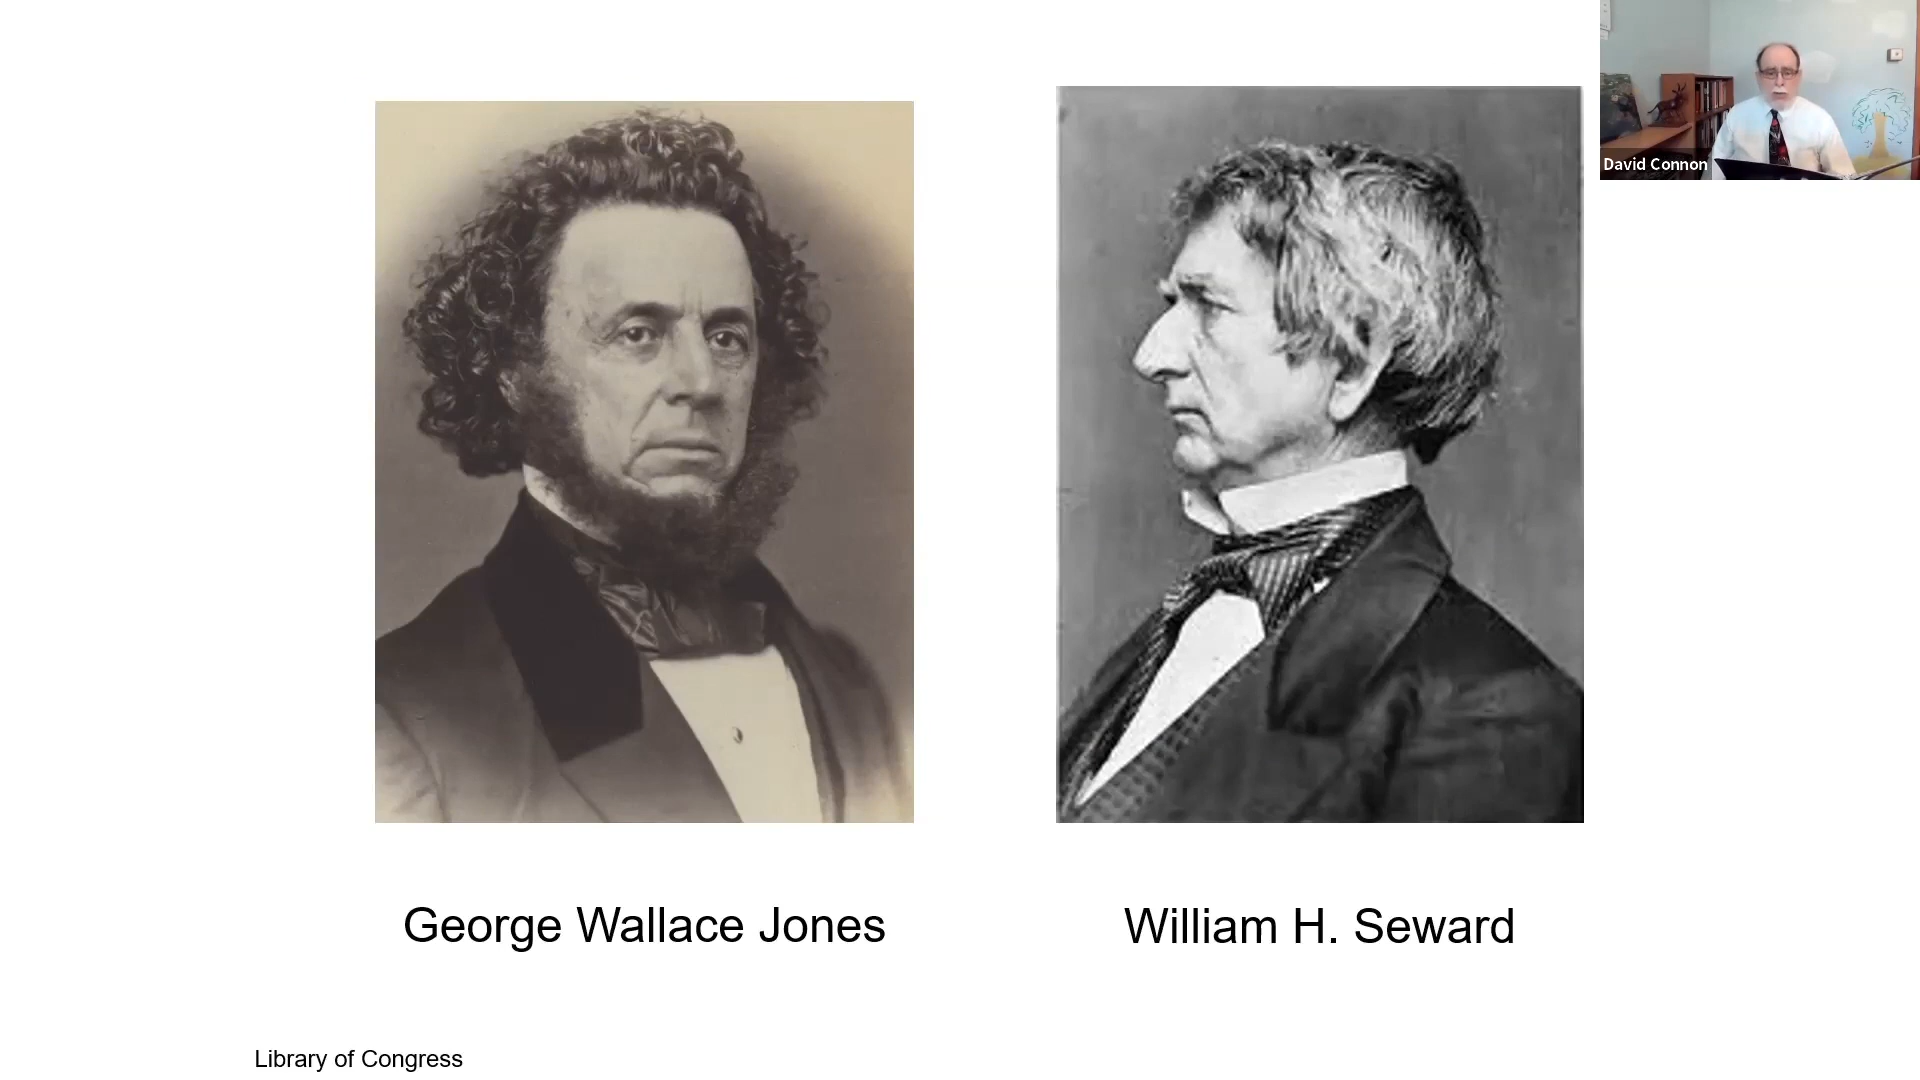 David Connon
George Wallace Jones
William H. Seward
Library of Congress